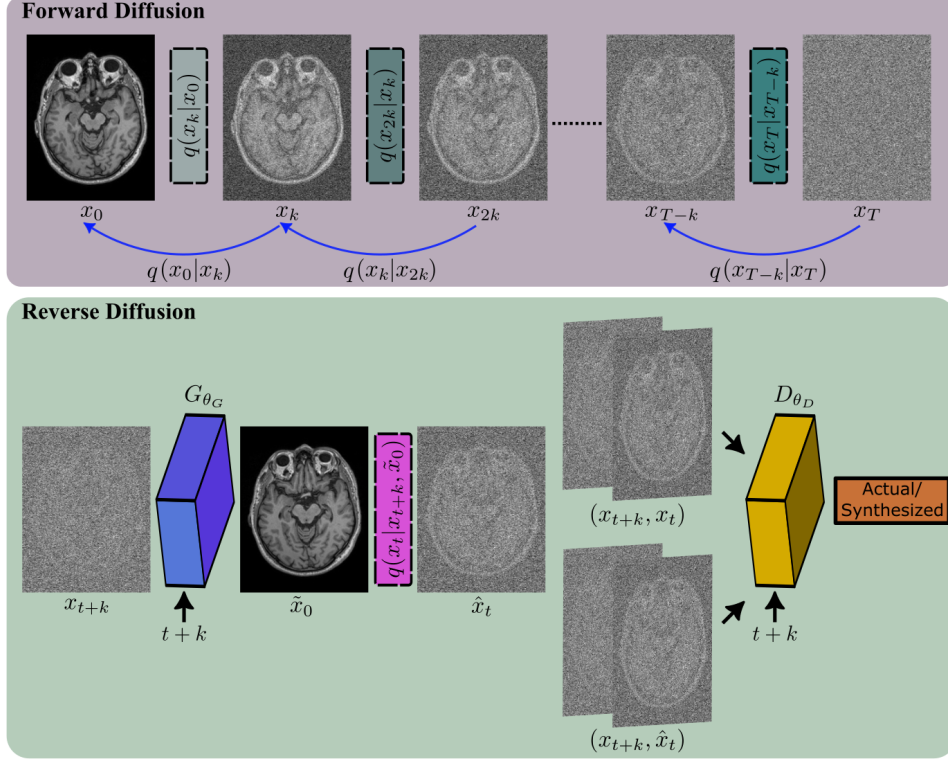 Forward Diffusion
q(x_k|x_0)
q(x_{2k}|x_k)
q(x_T|x_{T-k})
x_0
x_k
x_{2k}
.........
x_{T-k}
x_T
q(x_0|x_k)
q(x_k|x_{2k})
q(x_{T-k}|x_T)
Reverse Diffusion
G_{θ_G}
D_{θ_D}
q(x_t|x_{t+k}, x̃_0)
Actual/
Synthesized
(x_{t+k}, x_t)
x_{t+k}
x̃_0
x̂_t
t + k
t + k
(x_{t+k}, x̂_t)